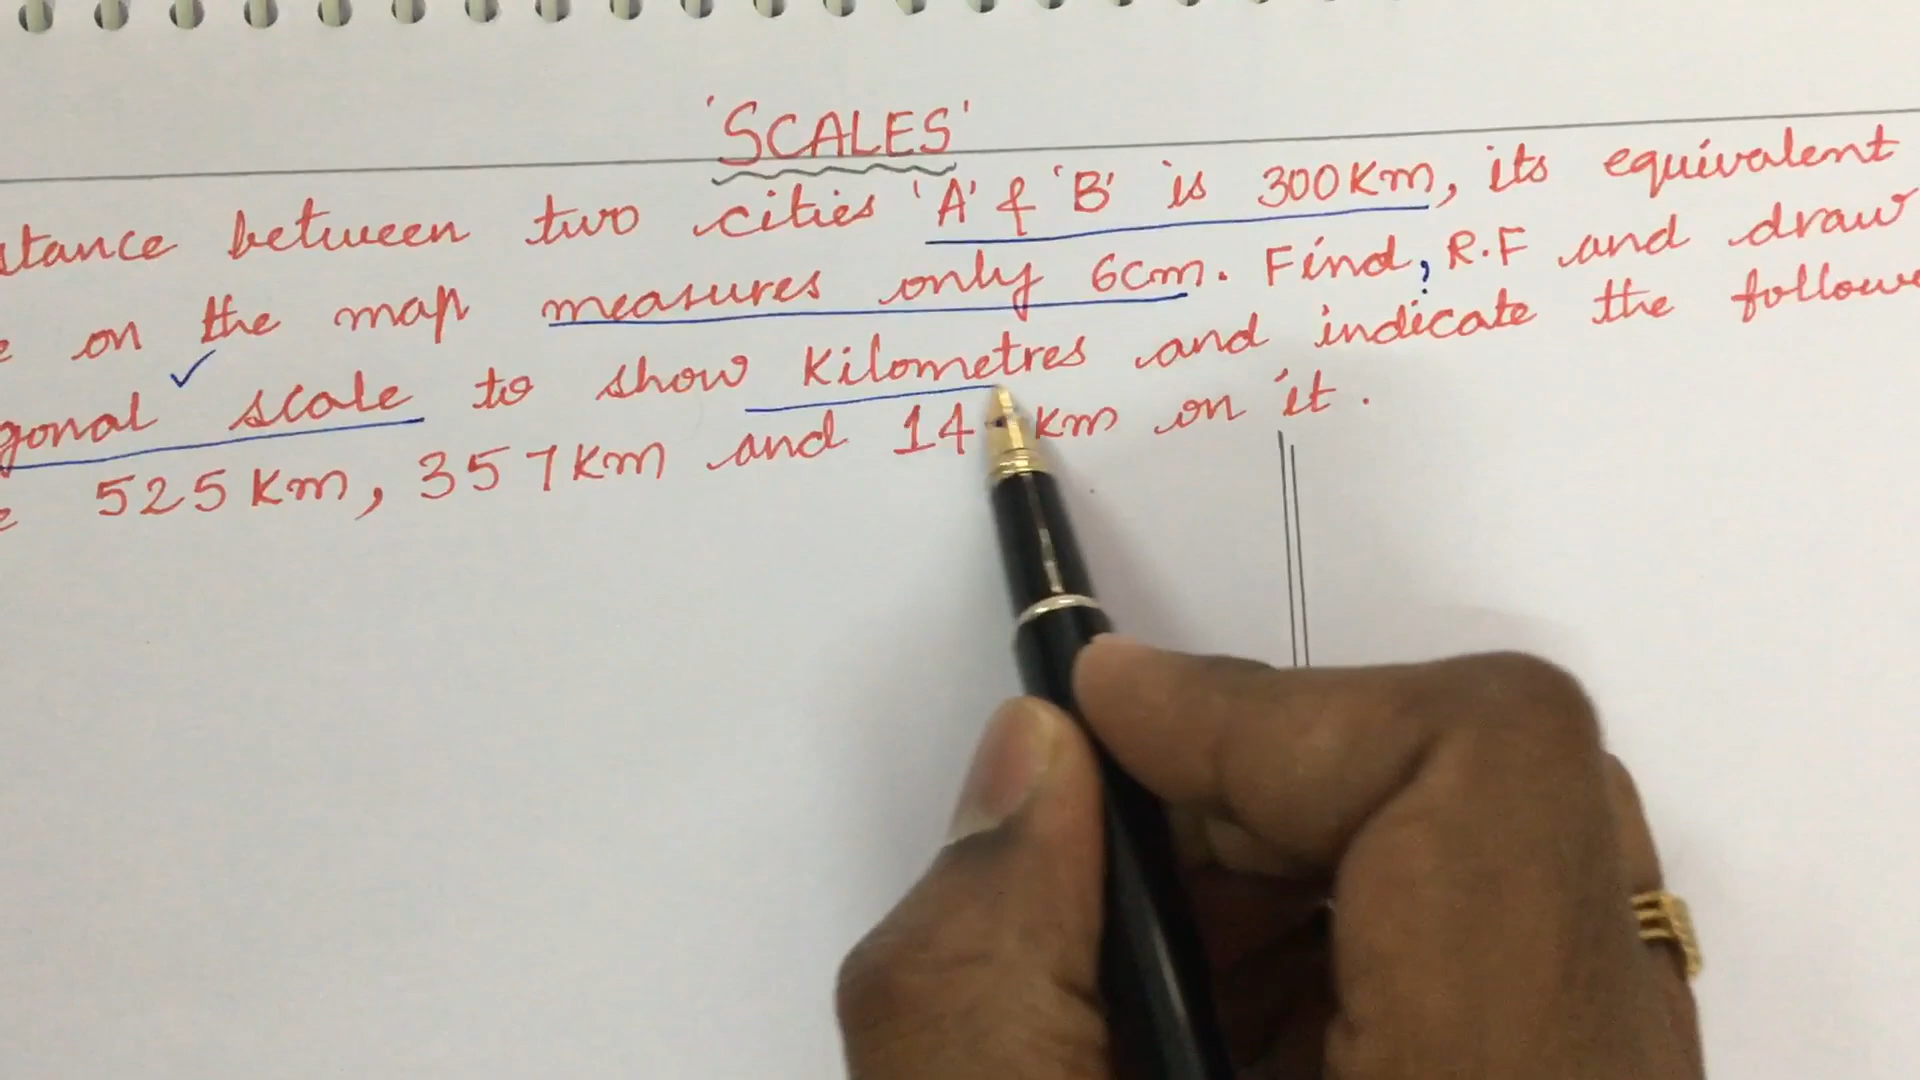 'SCALES'
stance between two cities 'A' & 'B' is 300Km, its equivalent
on the map measures only 6cm. Find, R.F and draw
gonal scale to show Kilometres and indicate the follow
525Km, 357Km and 14 Km on it.